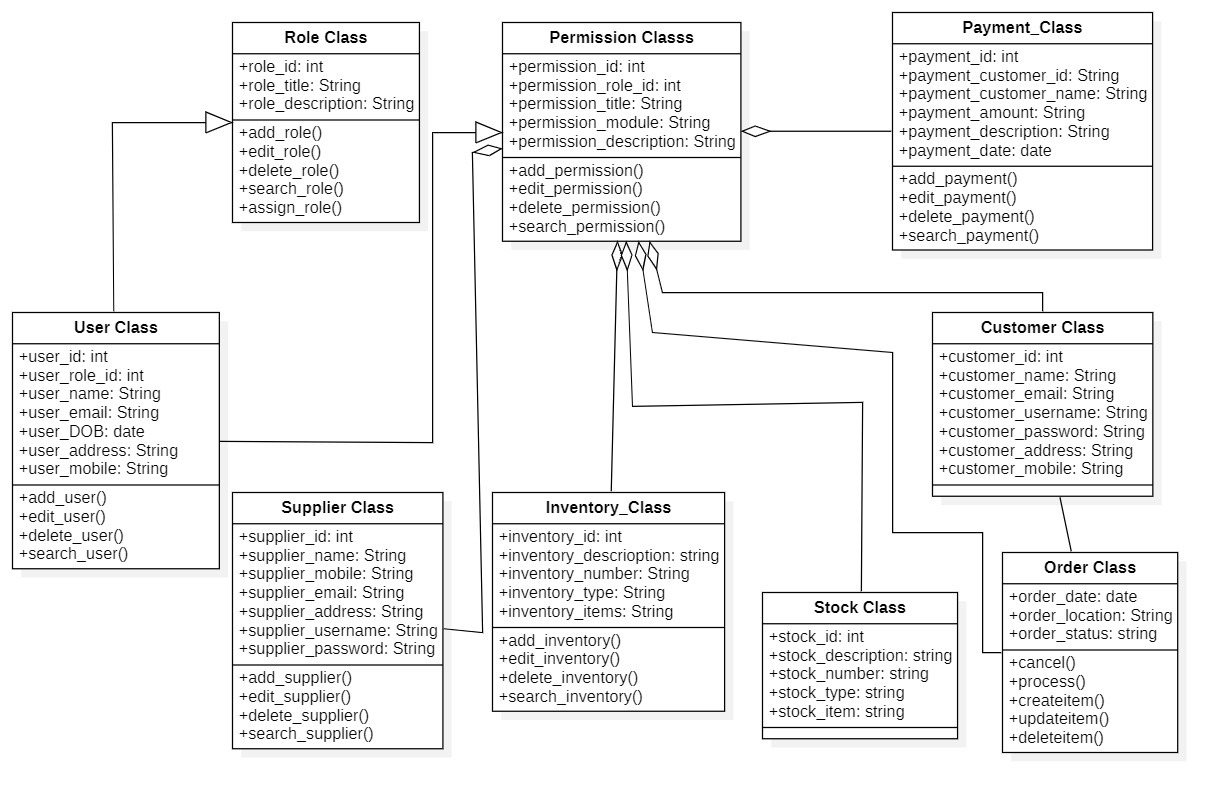 Role Class
+role_id: int
+role_title: String
+role_description: String
+add_role()
+edit_role()
+delete_role()
+search_role()
+assign_role()
Permission Classs
+permission_id: int
+permission_role_id: int
+permission_title: String
+permission_module: String
+permission_description: String
+add_permission()
+edit_permission()
+delete_permission()
+search_permission()
Payment_Class
+payment_id: int
+payment_customer_id: String
+payment_customer_name: String
+payment_amount: String
+payment_description: String
+payment_date: date
+add_payment()
+edit_payment()
+delete_payment()
+search_payment()
User Class
+user_id: int
+user_role_id: int
+user_name: String
+user_email: String
+user_DOB: date
+user_address: String
+user_mobile: String
+add_user()
+edit_user()
+delete_user()
+search_user()
Customer Class
+customer_id: int
+customer_name: String
+customer_email: String
+customer_username: String
+customer_password: String
+customer_address: String
+customer_mobile: String
Supplier Class
+supplier_id: int
+supplier_name: String
+supplier_mobile: String
+supplier_email: String
+supplier_address: String
+supplier_username: String
+supplier_password: String
+add_supplier()
+edit_supplier()
+delete_supplier()
+search_supplier()
Inventory_Class
+inventory_id: int
+inventory_descrioption: string
+inventory_number: String
+inventory_type: String
+inventory_items: String
+add_inventory()
+edit_inventory()
+delete_inventory()
+search_inventory()
Stock Class
+stock_id: int
+stock_description: string
+stock_number: string
+stock_type: string
+stock_item: string
Order Class
+order_date: date
+order_location: String
+order_status: string
+cancel()
+process()
+createitem()
+updateitem()
+deleteitem()